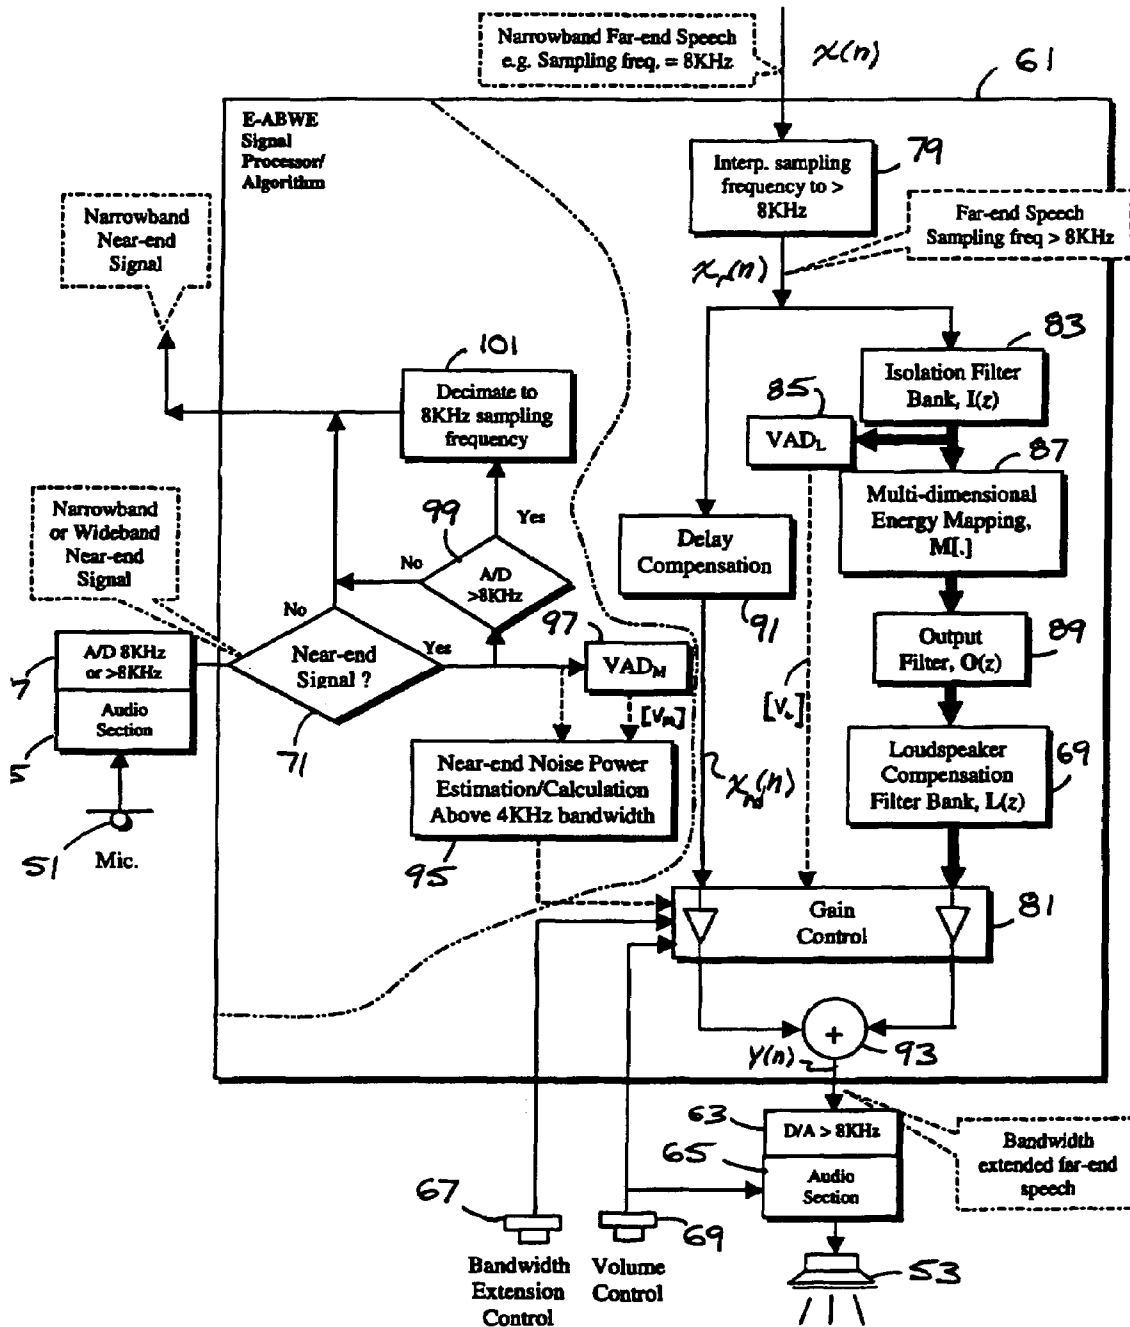 Narrowband Far-end Speech
e.g. Sampling freq. = 8KHz
x(n)
61
E-ABWE
Signal
Processor/
Algorithm
Interp. sampling
frequency to >
8KHz
79
Narrowband
Near-end
Signal
Far-end Speech
Sampling freq > 8KHz
83
101
Decimate to
8KHz sampling
frequency
85
Isolation Filter
Bank, I(z)
VADL
87
Multi-dimensional
Energy Mapping,
M[.]
Narrowband
or Wideband
Near-end
Signal
99
Yes
No
A/D
>8KHz
Delay
Compensation
91
Output
Filter, O(z)
89
A/D 8KHz
or >8KHz
Audio
Section
No
Near-end
Signal ?
Yes
71
97
VADM
[VM]
[VL]
Near-end Noise Power
Estimation/Calculation
Above 4KHz bandwidth
95
Loudspeaker
Compensation
Filter Bank, L(z)
69
51
Mic.
Gain
Control
81
+
93
Y(n)
63
D/A > 8KHz
65
Audio
Section
Bandwidth
extended far-end
speech
67
Bandwidth
Extension
Control
69
Volume
Control
53